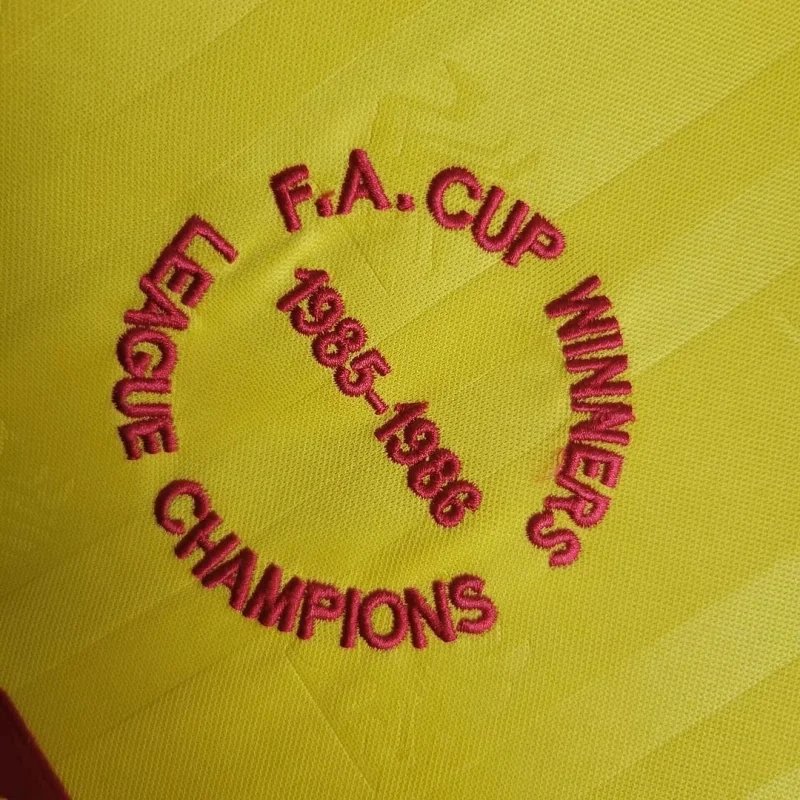 F.A. CUP WINNERS
1985-1986
LEAGUE CHAMPIONS